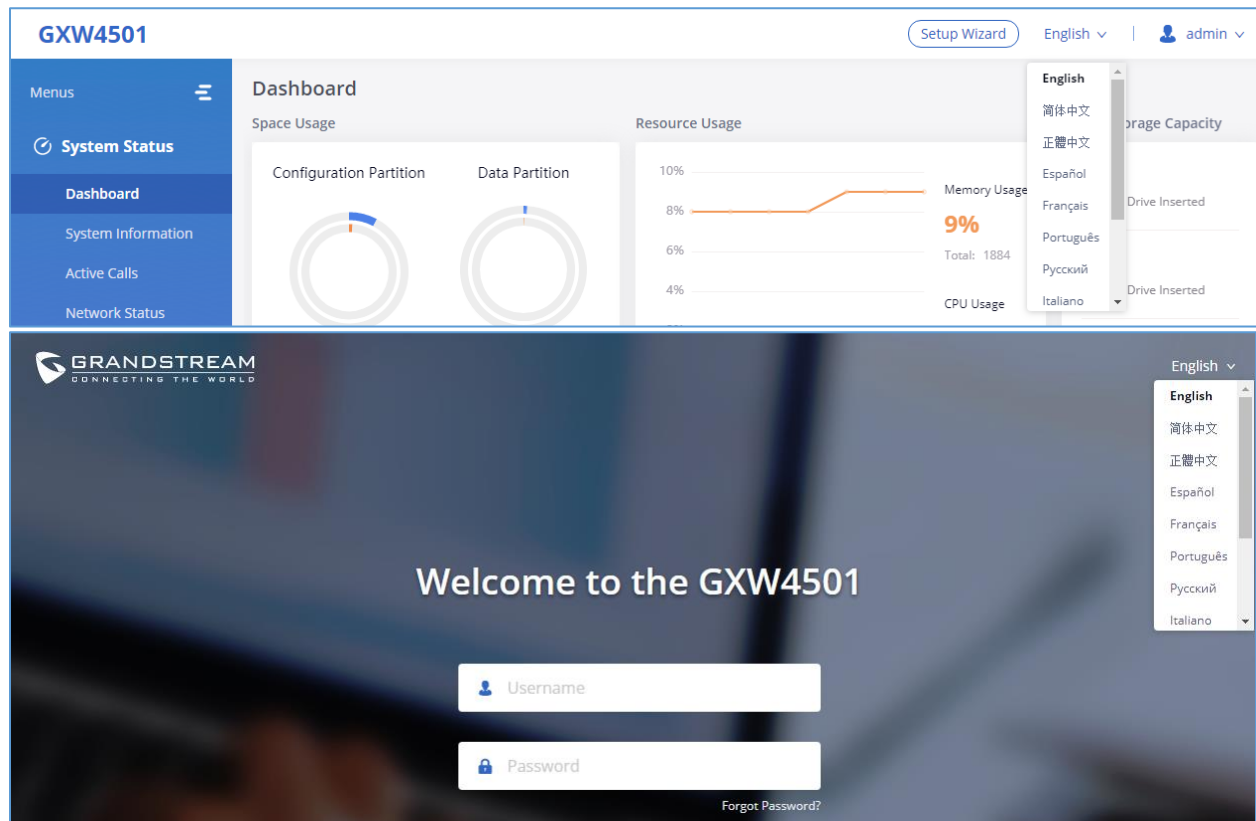 GXW4501
Setup Wizard
English
admin
Menus
System Status
Dashboard
System Information
Active Calls
Network Status
Dashboard
Space Usage
Configuration Partition
Data Partition
Resource Usage
10%
8%
6%
4%
Memory Usage
9%
Total: 1884
CPU Usage
English
简体中文
正體中文
Español
Français
Português
Русский
Italiano
Capacity
Drive Inserted
Drive Inserted
GRANDSTREAM
CONNECTING THE WORLD
English
English
简体中文
正體中文
Español
Français
Português
Русский
Italiano
Welcome to the GXW4501
Username
Password
Forgot Password?